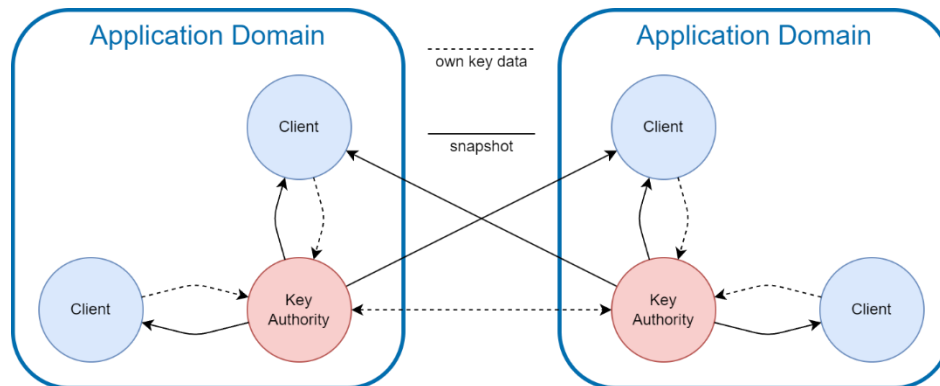 Application Domain
Application Domain
own key data
snapshot
Client
Client
Client
Key
Authority
Key
Authority
Client